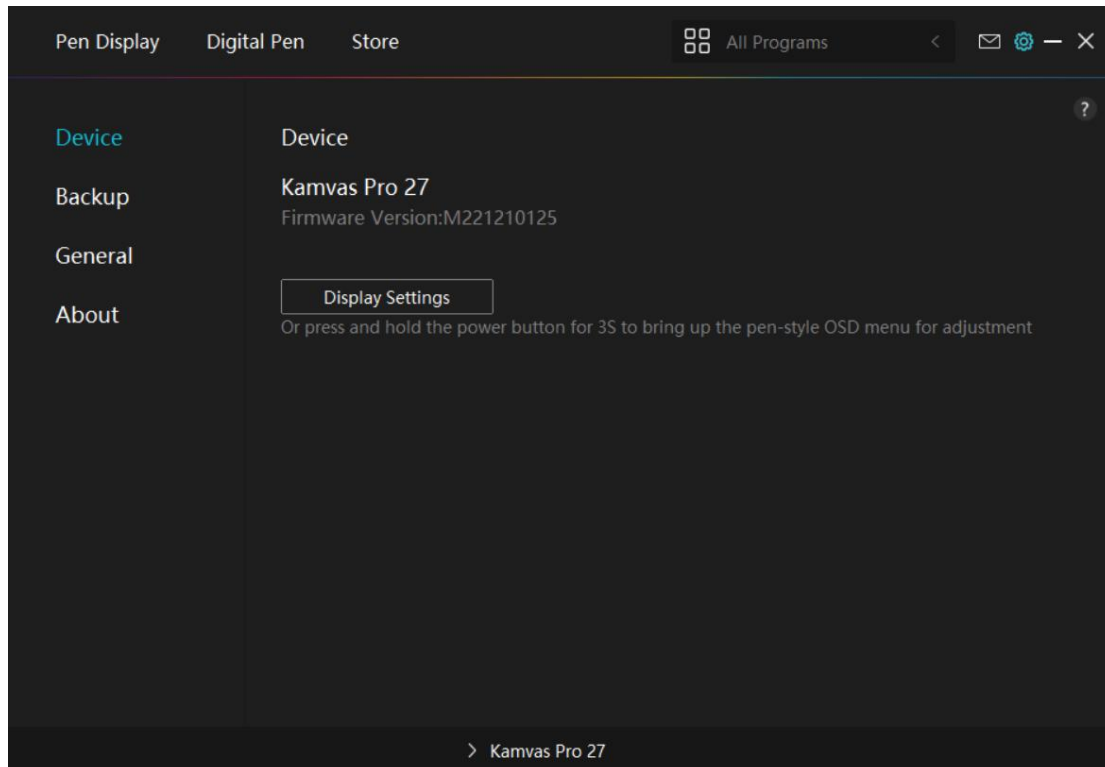 Pen Display Digital Pen Store All Programs
?
Device
Backup
General
About
Device
Kamvas Pro 27
Firmware Version:M221210125
Display Settings
Or press and hold the power button for 3S to bring up the pen-style OSD menu for adjustment
Kamvas Pro 27